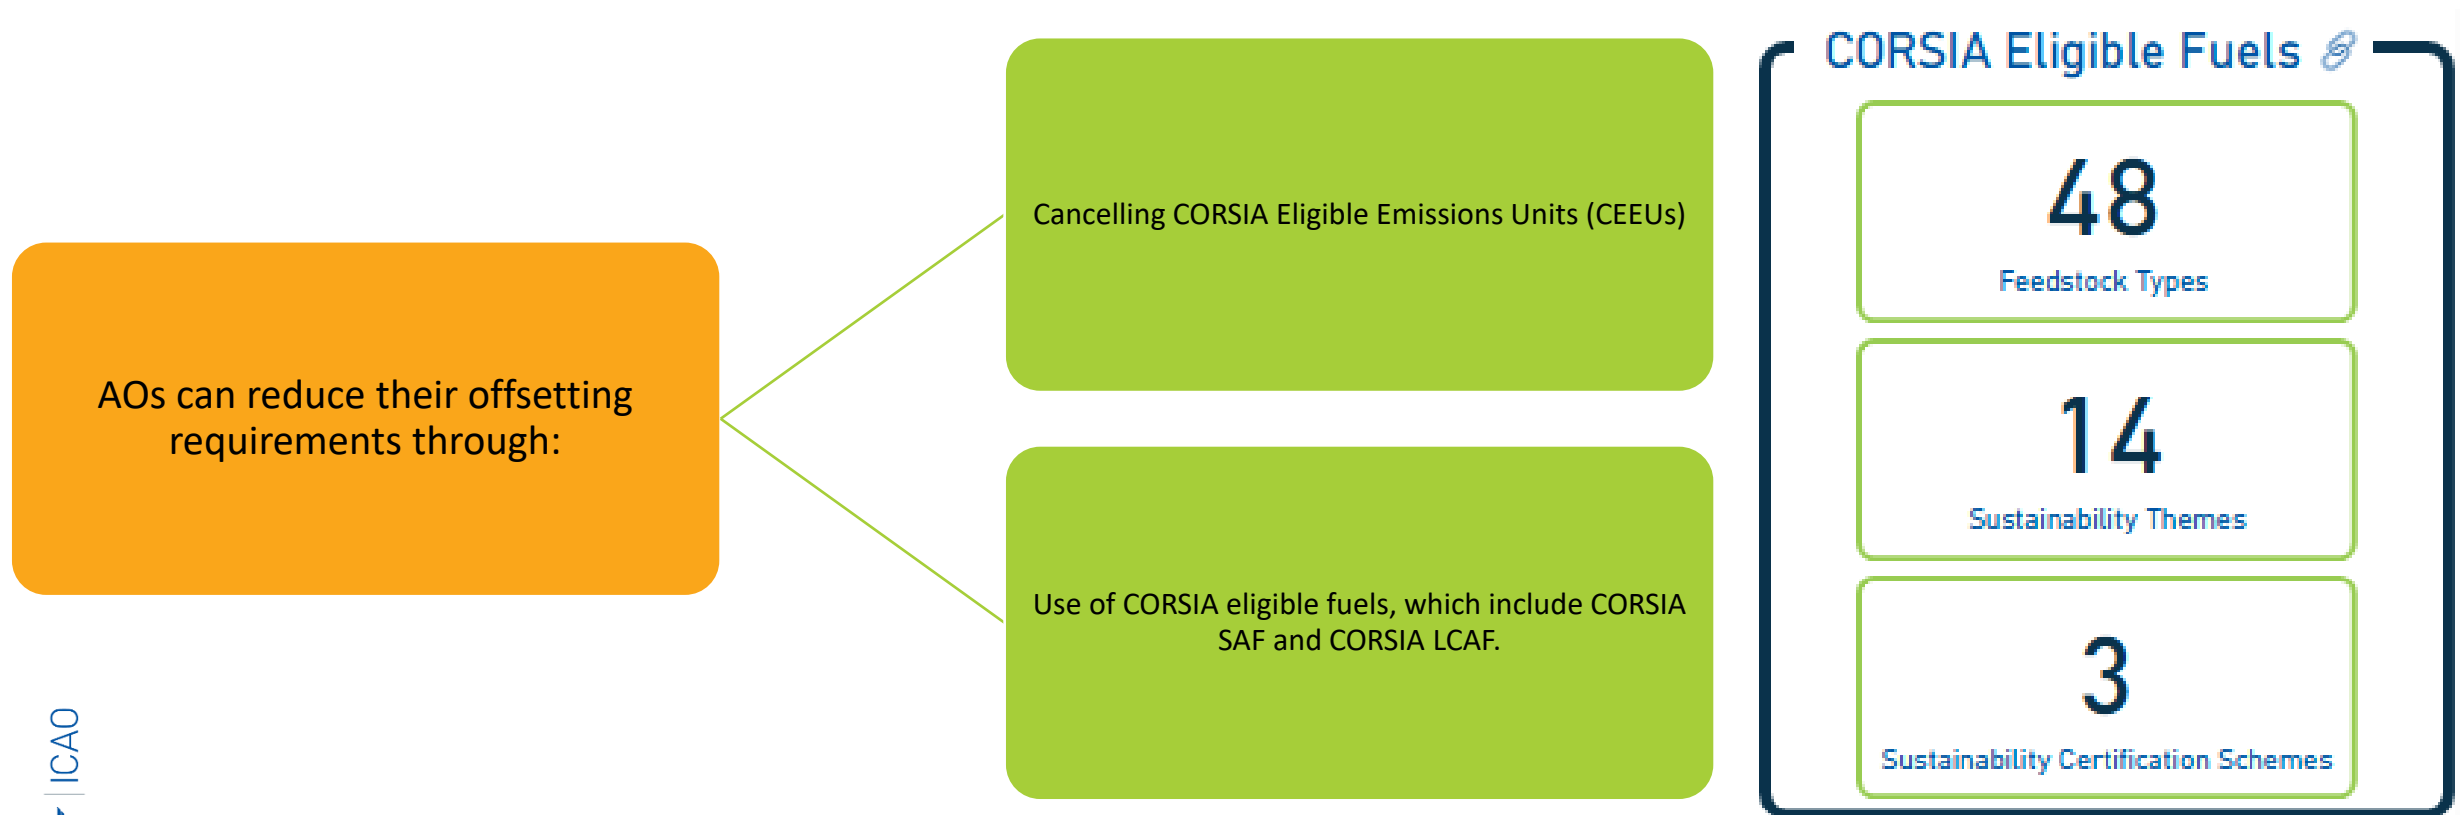 AOs can reduce their offsetting
requirements through:
Cancelling CORSIA Eligible Emissions Units (CEEUs)
Use of CORSIA eligible fuels, which include CORSIA
SAF and CORSIA LCAF.
CORSIA Eligible Fuels
48
Feedstock Types
14
Sustainability Themes
3
Sustainability Certification Schemes
ICAO